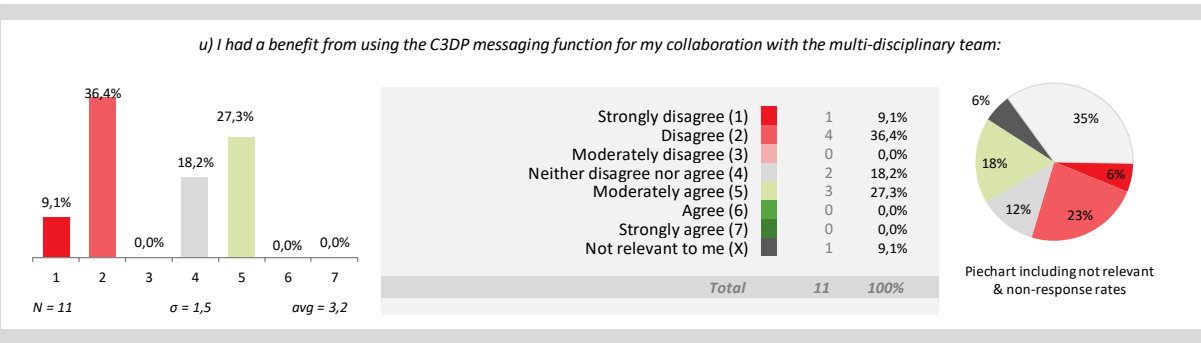 u) I had a benefit from using the C3DP messaging function for my collaboration with the multi-disciplinary team:
9,1%
36,4%
0,0%
18,2%
27,3%
0,0%
0,0%
1 2 3 4 5 6 7
N = 11 σ = 1,5 avg = 3,2
Strongly disagree (1) 1 9,1%
Disagree (2) 4 36,4%
Moderately disagree (3) 0 0,0%
Neither disagree nor agree (4) 2 18,2%
Moderately agree (5) 3 27,3%
Agree (6) 0 0,0%
Strongly agree (7) 0 0,0%
Not relevant to me (X) 1 9,1%
Total 11 100%
6%
35%
18%
6%
12%
23%
Piechart including not relevant
& non-response rates